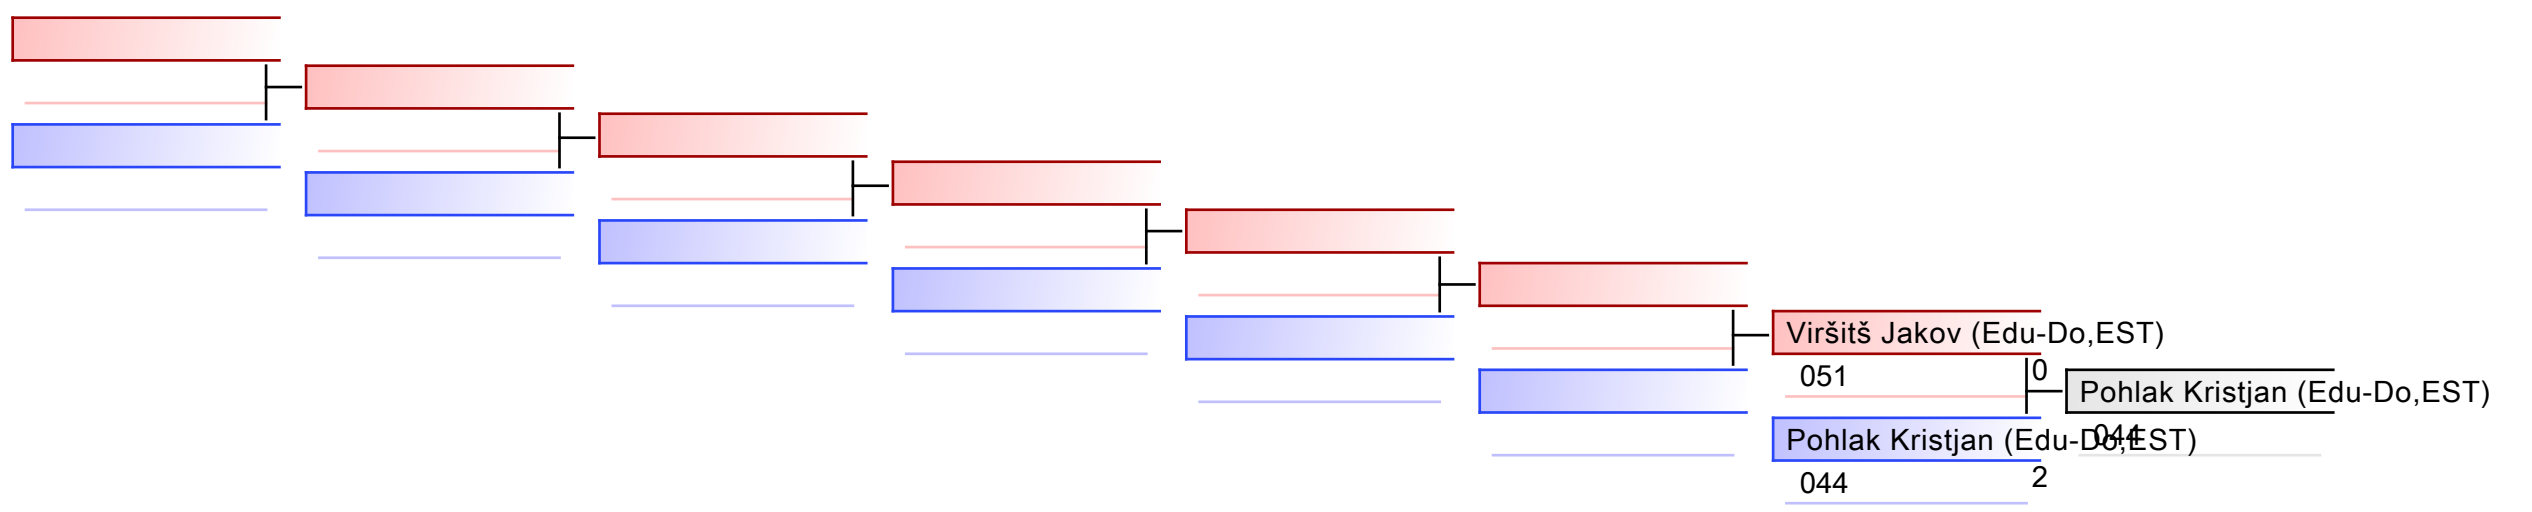 Viršitš Jakov (Edu-Do,EST)
051
0
Pohlak Kristjan (Edu-Do,EST)
044
Pohlak Kristjan (Edu-Do,EST)
044
2